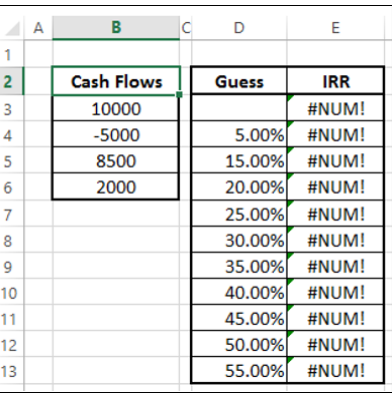 A B C D E
1
2 Cash Flows Guess IRR
3 10000 #NUM!
4 -5000 5.00% #NUM!
5 8500 15.00% #NUM!
6 2000 20.00% #NUM!
7 25.00% #NUM!
8 30.00% #NUM!
9 35.00% #NUM!
10 40.00% #NUM!
11 45.00% #NUM!
12 50.00% #NUM!
13 55.00% #NUM!